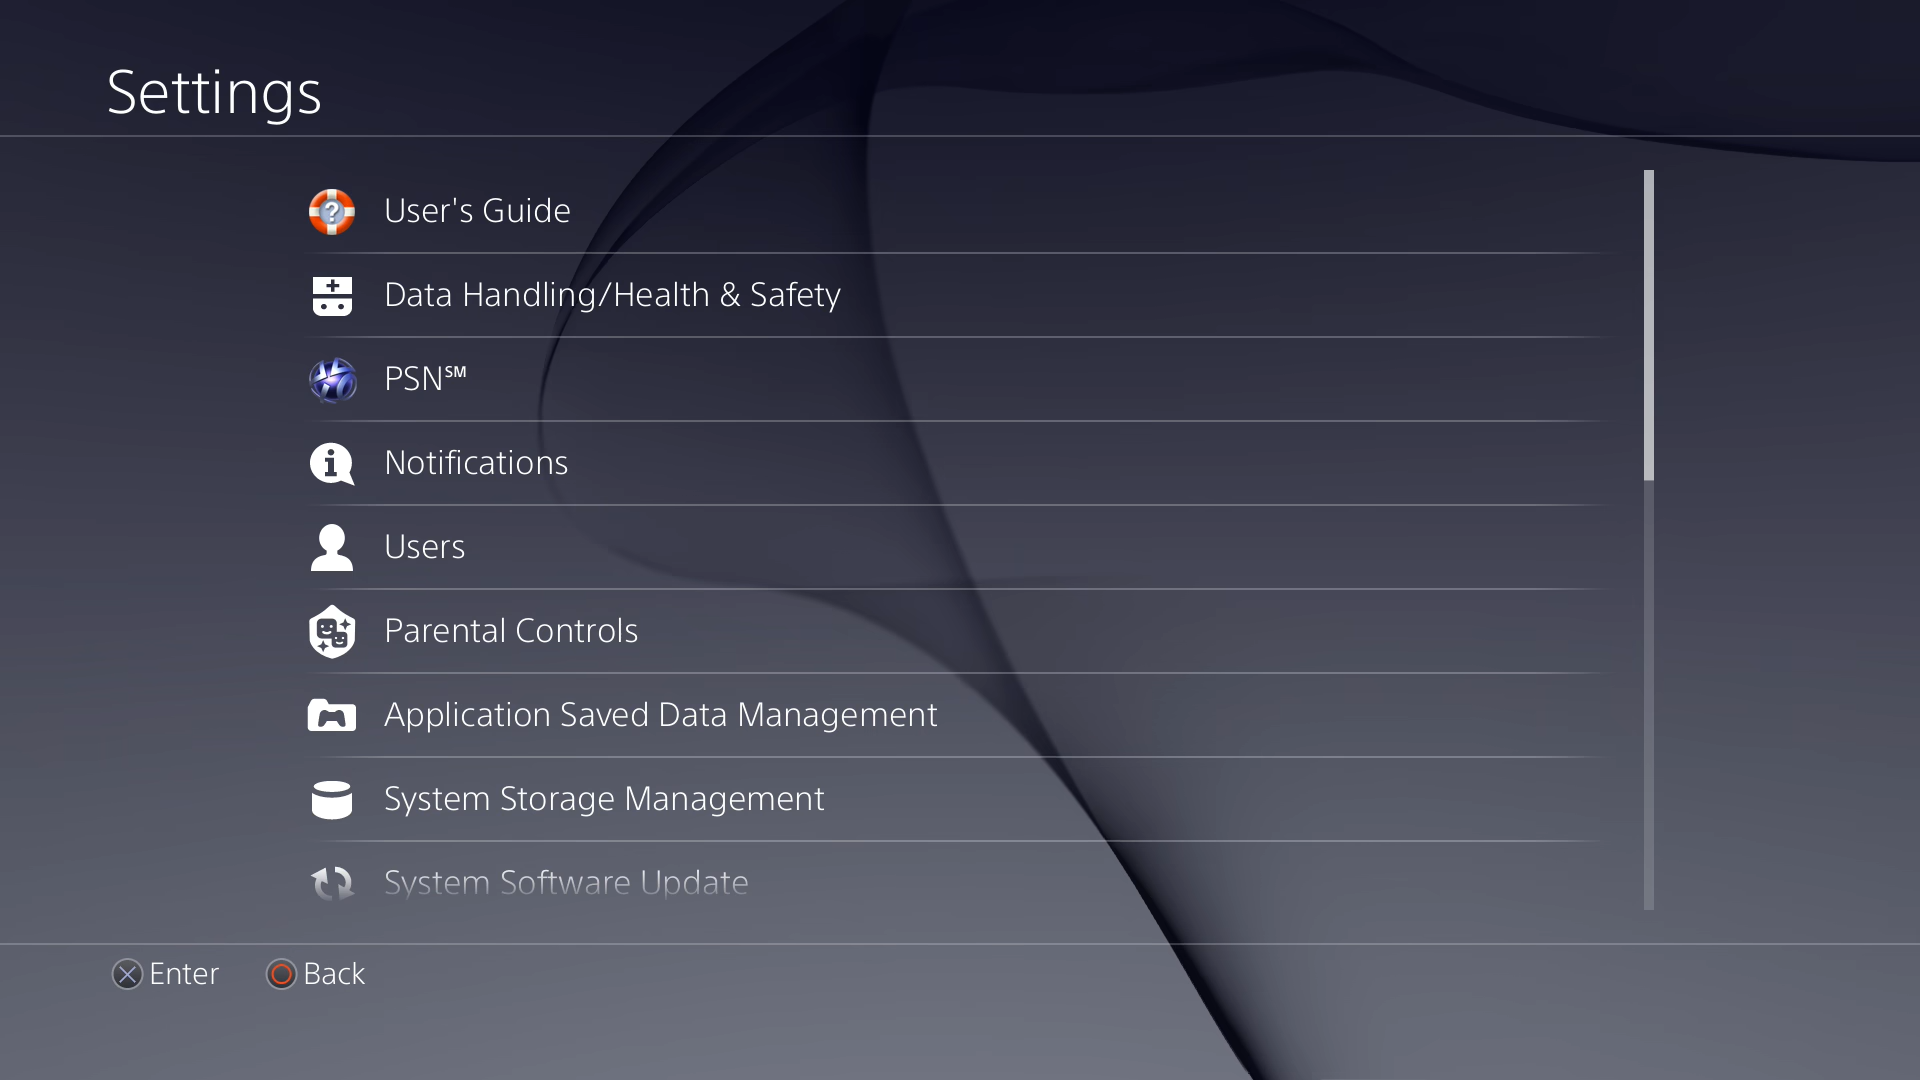 Settings
User's Guide
Data Handling/Health & Safety
PSN℠
Notifications
Users
Parental Controls
Application Saved Data Management
System Storage Management
System Software Update
Enter Back